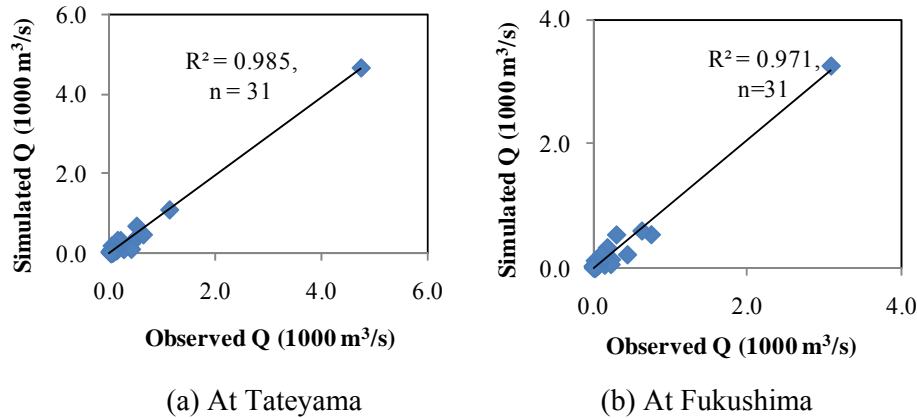 6.0
4.0
2.0
0.0
0.0 2.0 4.0 6.0
Simulated Q (1000 m³/s)
Observed Q (1000 m³/s)
R² = 0.985,
n = 31
(a) At Tateyama
4.0
2.0
0.0
0.0 2.0 4.0
Simulated Q (1000 m³/s)
Observed Q (1000 m³/s)
R² = 0.971,
n=31
(b) At Fukushima